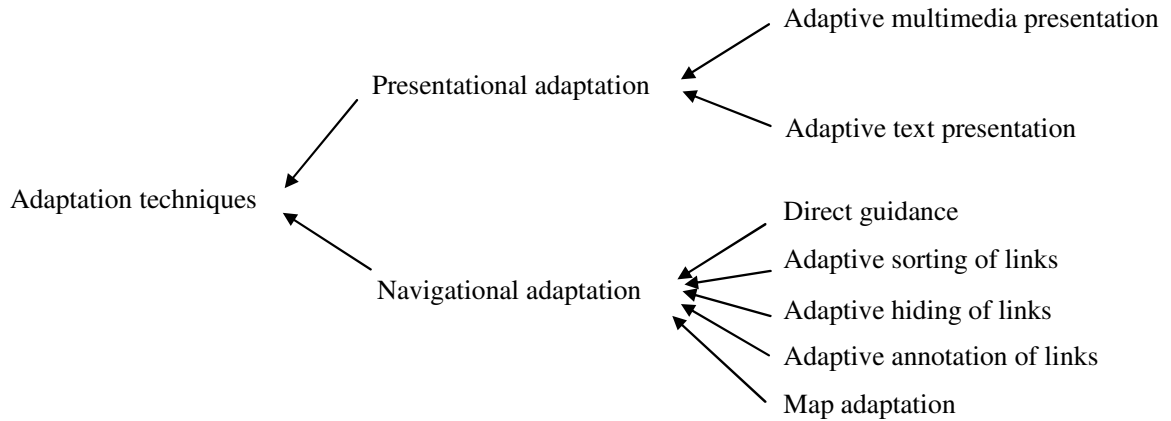 Adaptive multimedia presentation
Presentational adaptation
Adaptive text presentation
Adaptation techniques
Direct guidance
Adaptive sorting of links
Navigational adaptation
Adaptive hiding of links
Adaptive annotation of links
Map adaptation